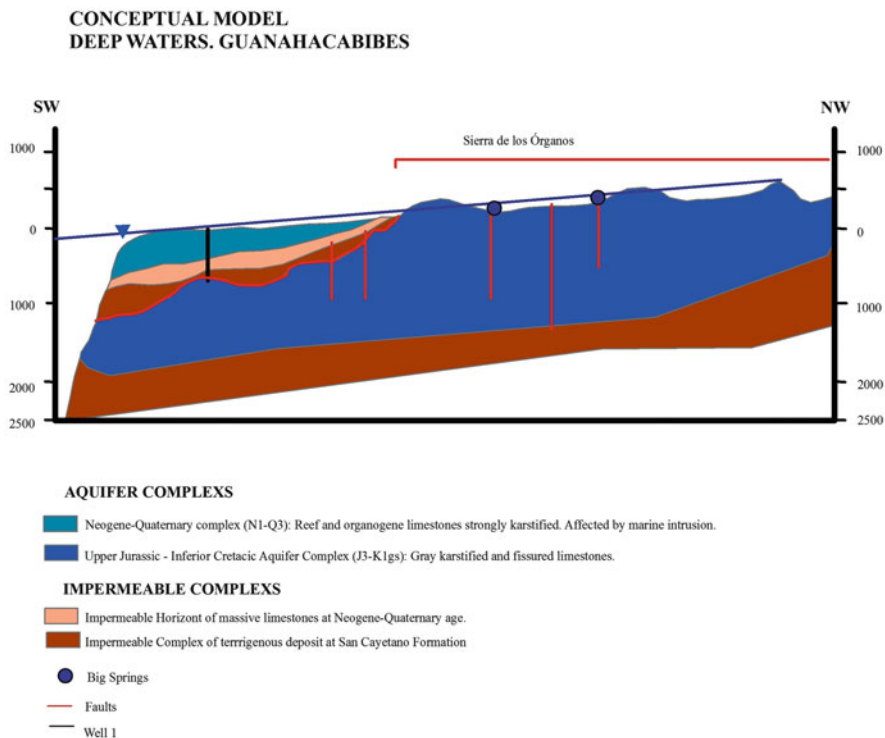 CONCEPTUAL MODEL
DEEP WATERS. GUANAHACABIBES
SW
NW
Sierra de los Órganos
1000
1000
0
0
1000
1000
2000
2000
2500
2500
AQUIFER COMPLEXS
Neogene-Quaternary complex (N1-Q3): Reef and organogene limestones strongly karstified. Affected by marine intrusion.
Upper Jurassic - Inferior Cretacic Aquifer Complex (J3-K1gs): Gray karstified and fissured limestones.
IMPERMEABLE COMPLEXS
Impermeable Horizont of massive limestones at Neogene-Quaternary age.
Impermeable Complex of terrrigenous deposit at San Cayetano Formation
Big Springs
Faults
Well 1